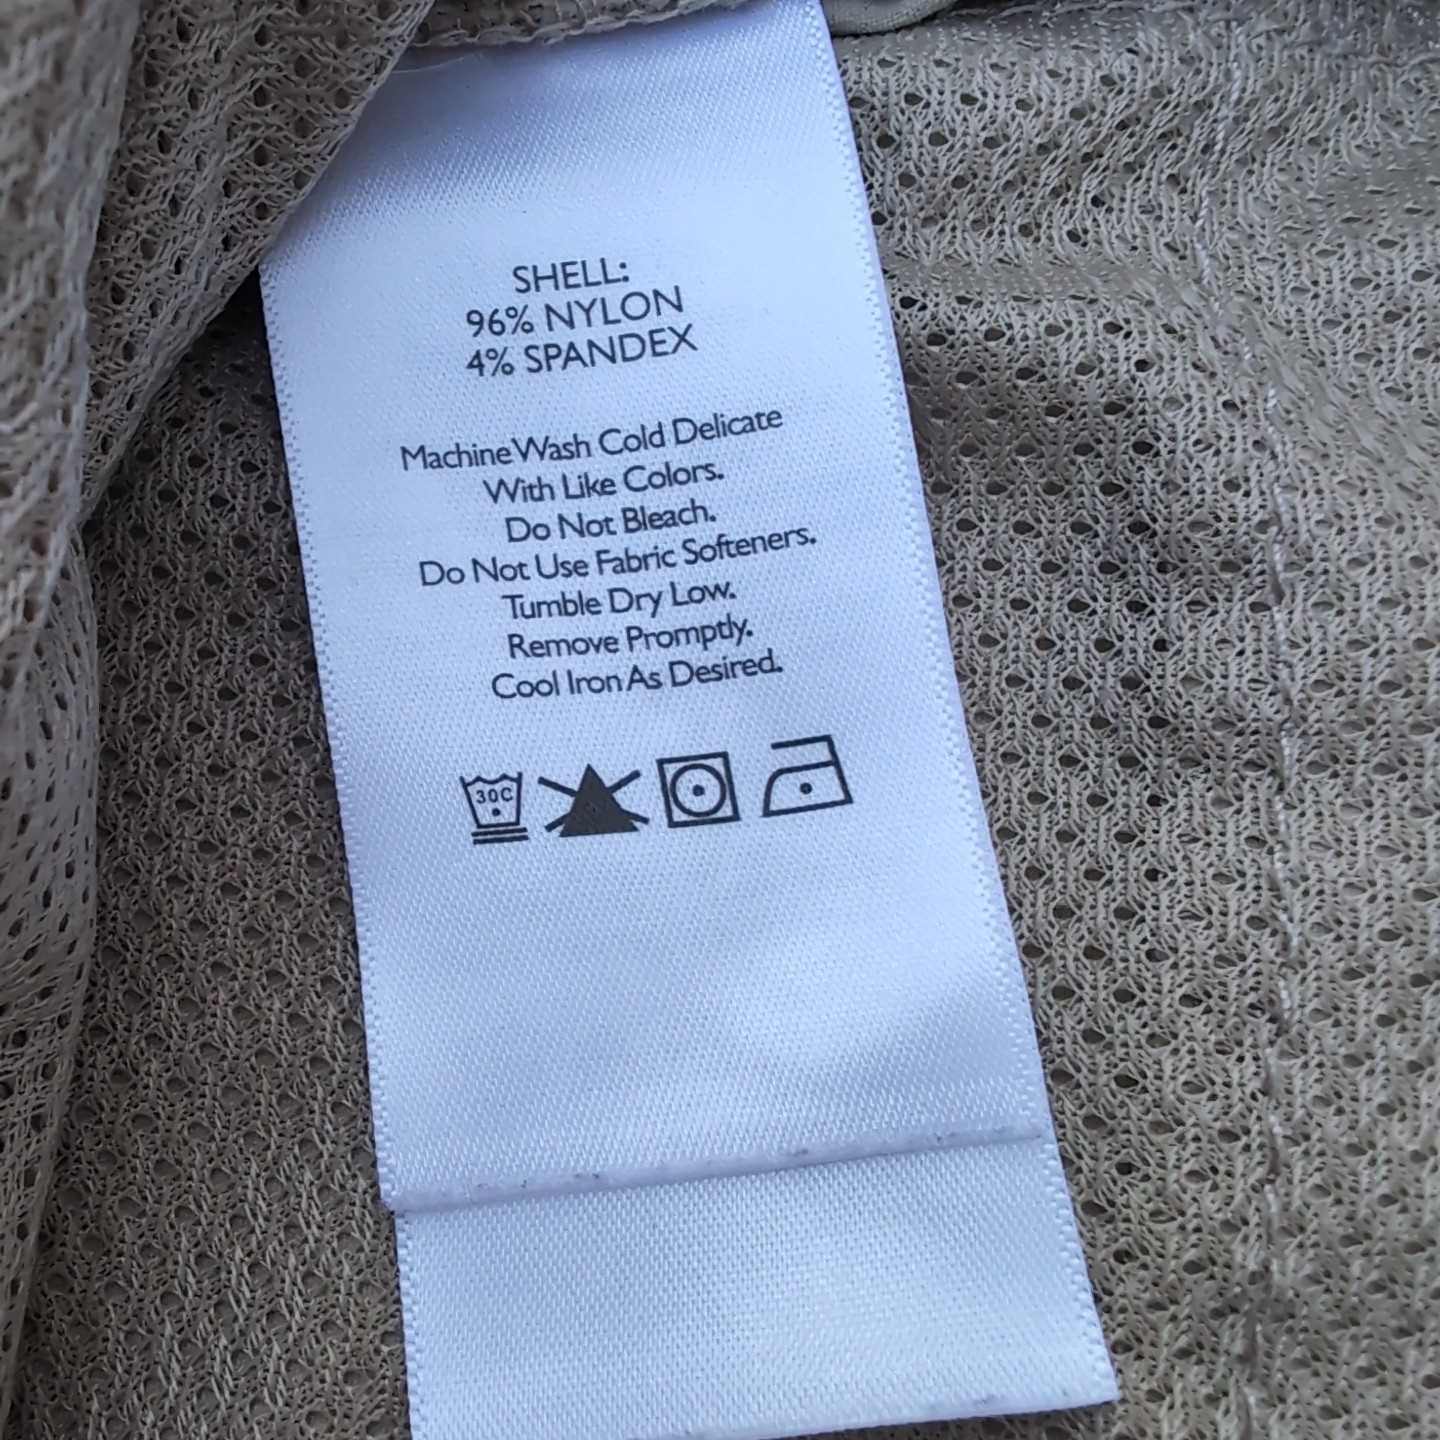 SHELL:
96% NYLON
4% SPANDEX
Machine Wash Cold Delicate
With Like Colors.
Do Not Bleach.
Do Not Use Fabric Softeners.
Tumble Dry Low.
Remove Promptly.
Cool Iron As Desired.
30C